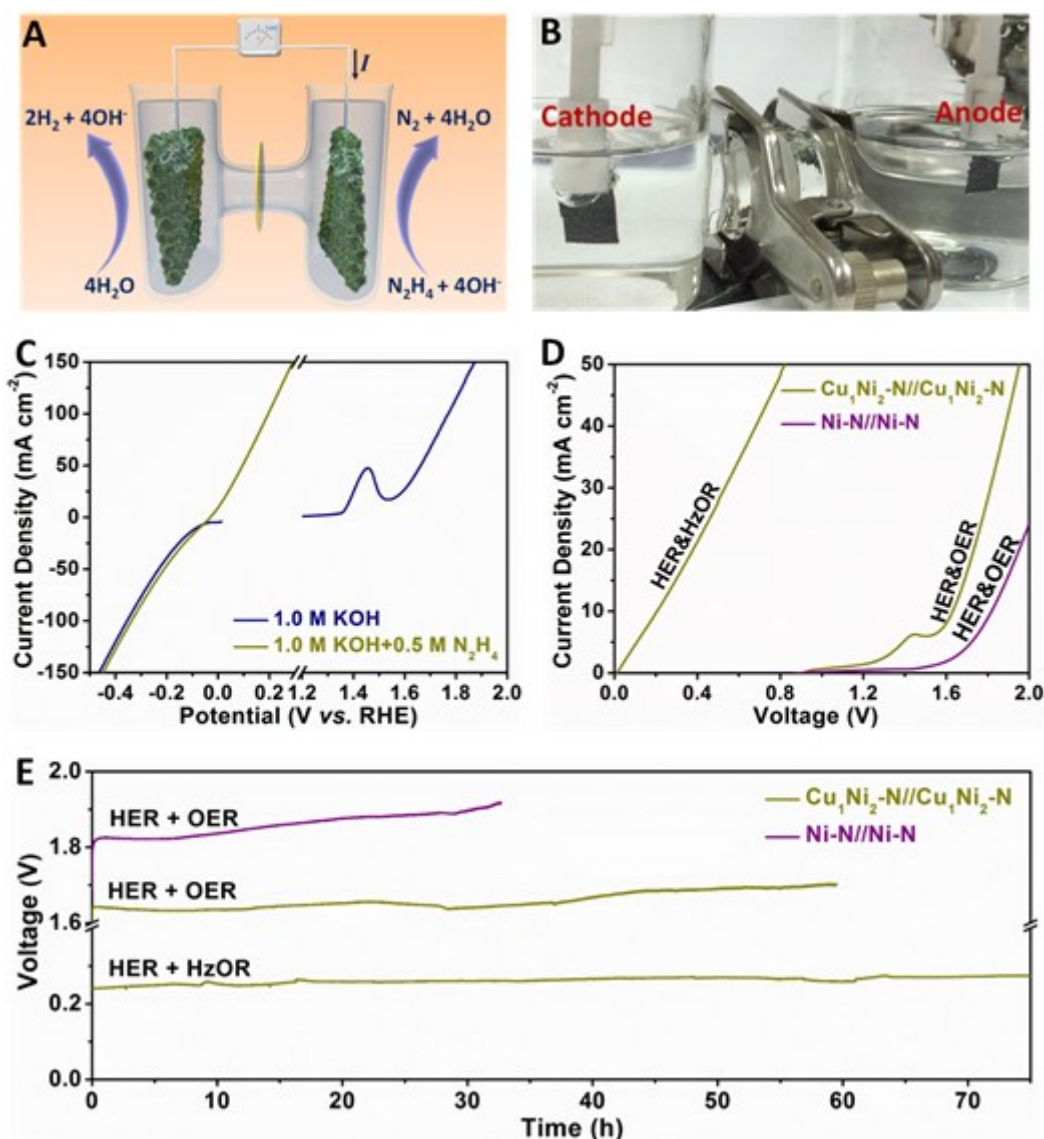 A
I
2H₂ + 4OH⁻
N₂ + 4H₂O
4H₂O
N₂H₄ + 4OH⁻
B
Cathode
Anode
C
Current Density (mA cm⁻²)
150
100
50
0
-50
-100
-150
1.0 M KOH
1.0 M KOH+0.5 M N₂H₄
-0.4 -0.2 0.0 0.2 1.2 1.4 1.6 1.8 2.0
Potential (V vs. RHE)
D
Current Density (mA cm⁻²)
50
40
30
20
10
0
Cu₁Ni₂-N//Cu₁Ni₂-N
Ni-N//Ni-N
HER&HzOR
HER&OER
HER&OER
0.0 0.4 0.8 1.2 1.6 2.0
Voltage (V)
E
Voltage (V)
2.0
1.8
1.6
0.2
0.0
HER + OER
HER + OER
HER + HzOR
Cu₁Ni₂-N//Cu₁Ni₂-N
Ni-N//Ni-N
0 10 20 30 40 50 60 70
Time (h)